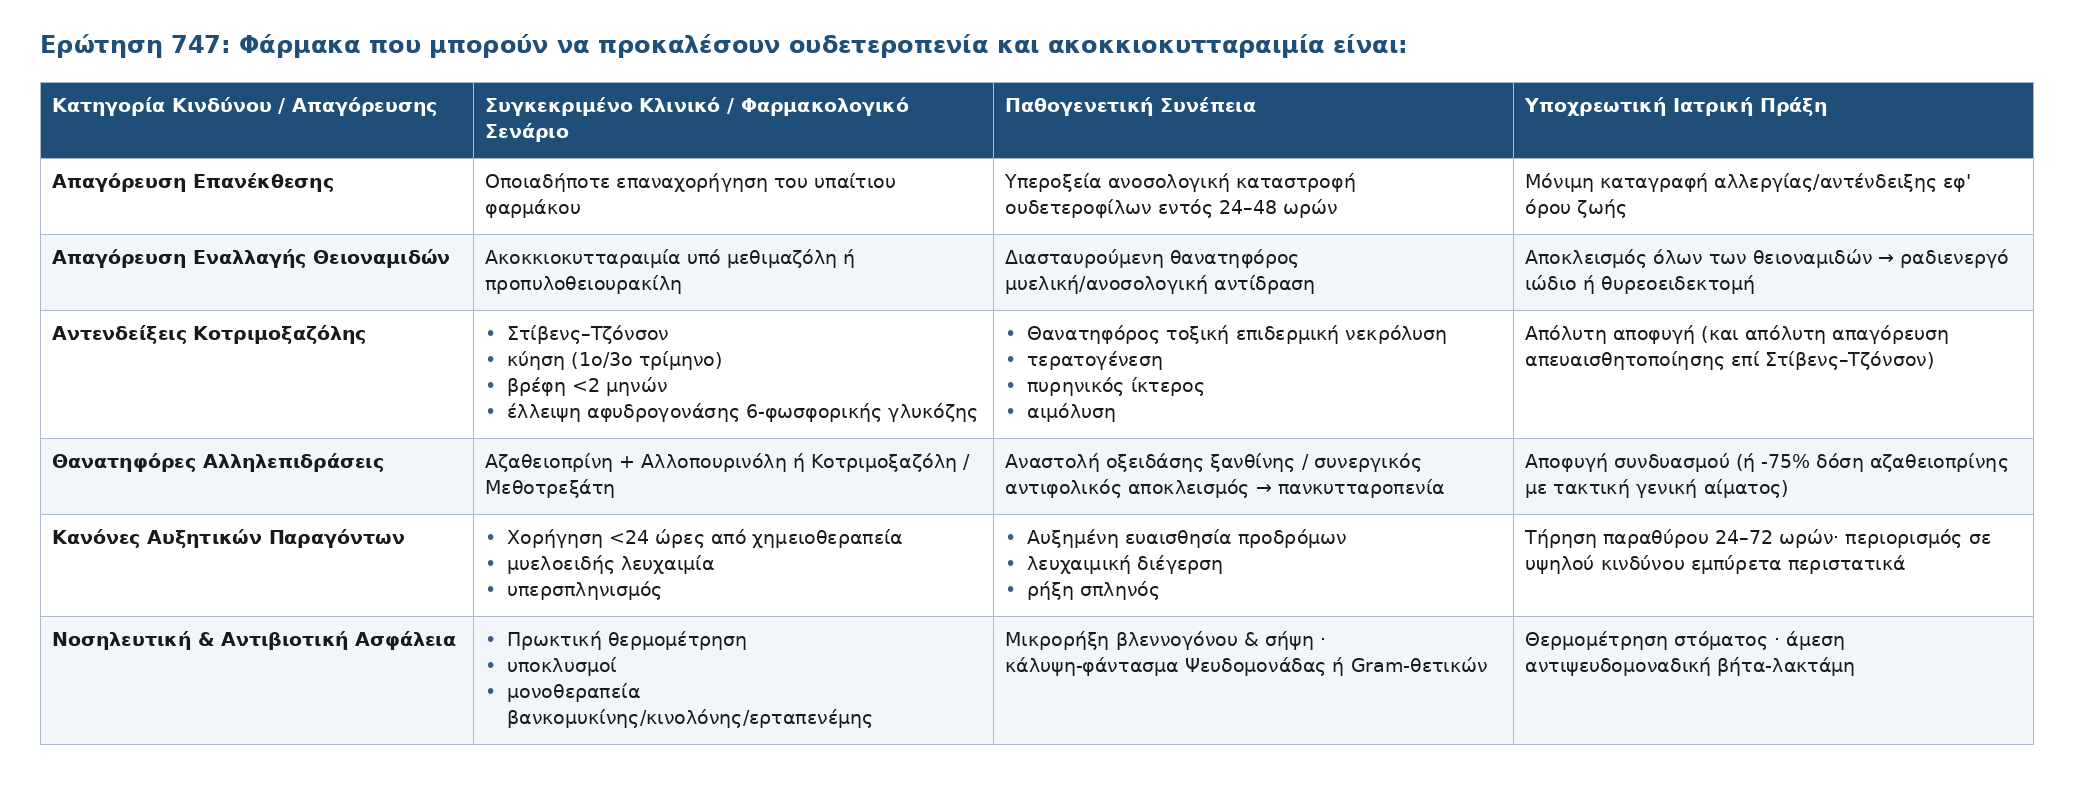 Ερώτηση 747: Φάρμακα που μπορούν να προκαλέσουν ουδετεροπενία και ακοκκιοκυτταραιμία είναι:
Κατηγορία Κινδύνου / Απαγόρευσης
Συγκεκριμένο Κλινικό / Φαρμακολογικό
Σενάριο
Παθογενετική Συνέπεια
Υποχρεωτική Ιατρική Πράξη
Απαγόρευση Επανέκθεσης
Οποιαδήποτε επαναχορήγηση του υπαίτιου
φαρμάκου
Υπεροξεία ανοσολογική καταστροφή
ουδετεροφίλων εντός 24–48 ωρών
Μόνιμη καταγραφή αλλεργίας/αντένδειξης εφ'
όρου ζωής
Απαγόρευση Εναλλαγής Θειοναμιδών
Ακοκκιοκυτταραιμία υπό μεθιμαζόλη ή
προπυλοθειουρακίλη
Διασταυρούμενη θανατηφόρος
μυελική/ανοσολογική αντίδραση
Αποκλεισμός όλων των θειοναμιδών → ραδιενεργό
ιώδιο ή θυρεοειδεκτομή
Αντενδείξεις Κοτριμοξαζόλης
• Στίβενς–Τζόνσον
• κύηση (1ο/3ο τρίμηνο)
• βρέφη <2 μηνών
• έλλειψη αφυδρογονάσης 6-φωσφορικής γλυκόζης
• Θανατηφόρος τοξική επιδερμική νεκρόλυση
• τερατογένεση
• πυρηνικός ίκτερος
• αιμόλυση
Απόλυτη αποφυγή (και απόλυτη απαγόρευση
απευαισθητοποίησης επί Στίβενς–Τζόνσον)
Θανατηφόρες Αλληλεπιδράσεις
Αζαθειοπρίνη + Αλλοπουρινόλη ή Κοτριμοξαζόλη /
Μεθοτρεξάτη
Αναστολή οξειδάσης ξανθίνης / συνεργικός
αντιφολικός αποκλεισμός → πανκυτταροπενία
Αποφυγή συνδυασμού (ή -75% δόση αζαθειοπρίνης
με τακτική γενική αίματος)
Κανόνες Αυξητικών Παραγόντων
• Χορήγηση <24 ώρες από χημειοθεραπεία
• μυελοειδής λευχαιμία
• υπερσπληνισμός
• Αυξημένη ευαισθησία προδρόμων
• λευχαιμική διέγερση
• ρήξη σπληνός
Τήρηση παραθύρου 24–72 ωρών· περιορισμός σε
υψηλού κινδύνου εμπύρετα περιστατικά
Νοσηλευτική & Αντιβιοτική Ασφάλεια
• Πρωκτική θερμομέτρηση
• υποκλυσμοί
• μονοθεραπεία
βανκομυκίνης/κινολόνης/ερταπενέμης
Μικρορήξη βλεννογόνου & σήψη ·
κάλυψη-φάντασμα Ψευδομονάδας ή Gram-θετικών
Θερμομέτρηση στόματος · άμεση
αντιψευδομοναδική βήτα-λακτάμη